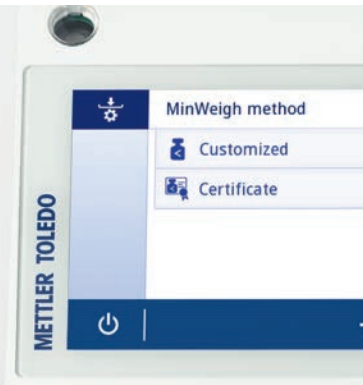 MinWeigh method
Customized
Certificate
METTLER TOLEDO